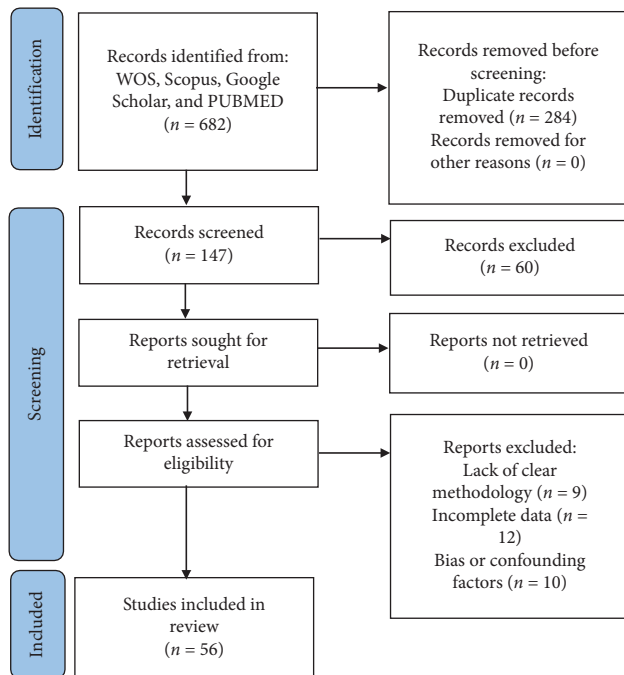 Identification
Records identified from:
WOS, Scopus, Google
Scholar, and PUBMED
(n = 682)
Records removed before
screening:
Duplicate records
removed (n = 284)
Records removed for
other reasons (n = 0)
Screening
Records screened
(n = 147)
Records excluded
(n = 60)
Reports sought for
retrieval
Reports not retrieved
(n = 0)
Reports assessed for
eligibility
Reports excluded:
Lack of clear
methodology (n = 9)
Incomplete data (n =
12)
Bias or confounding
factors (n = 10)
Included
Studies included in
review
(n = 56)